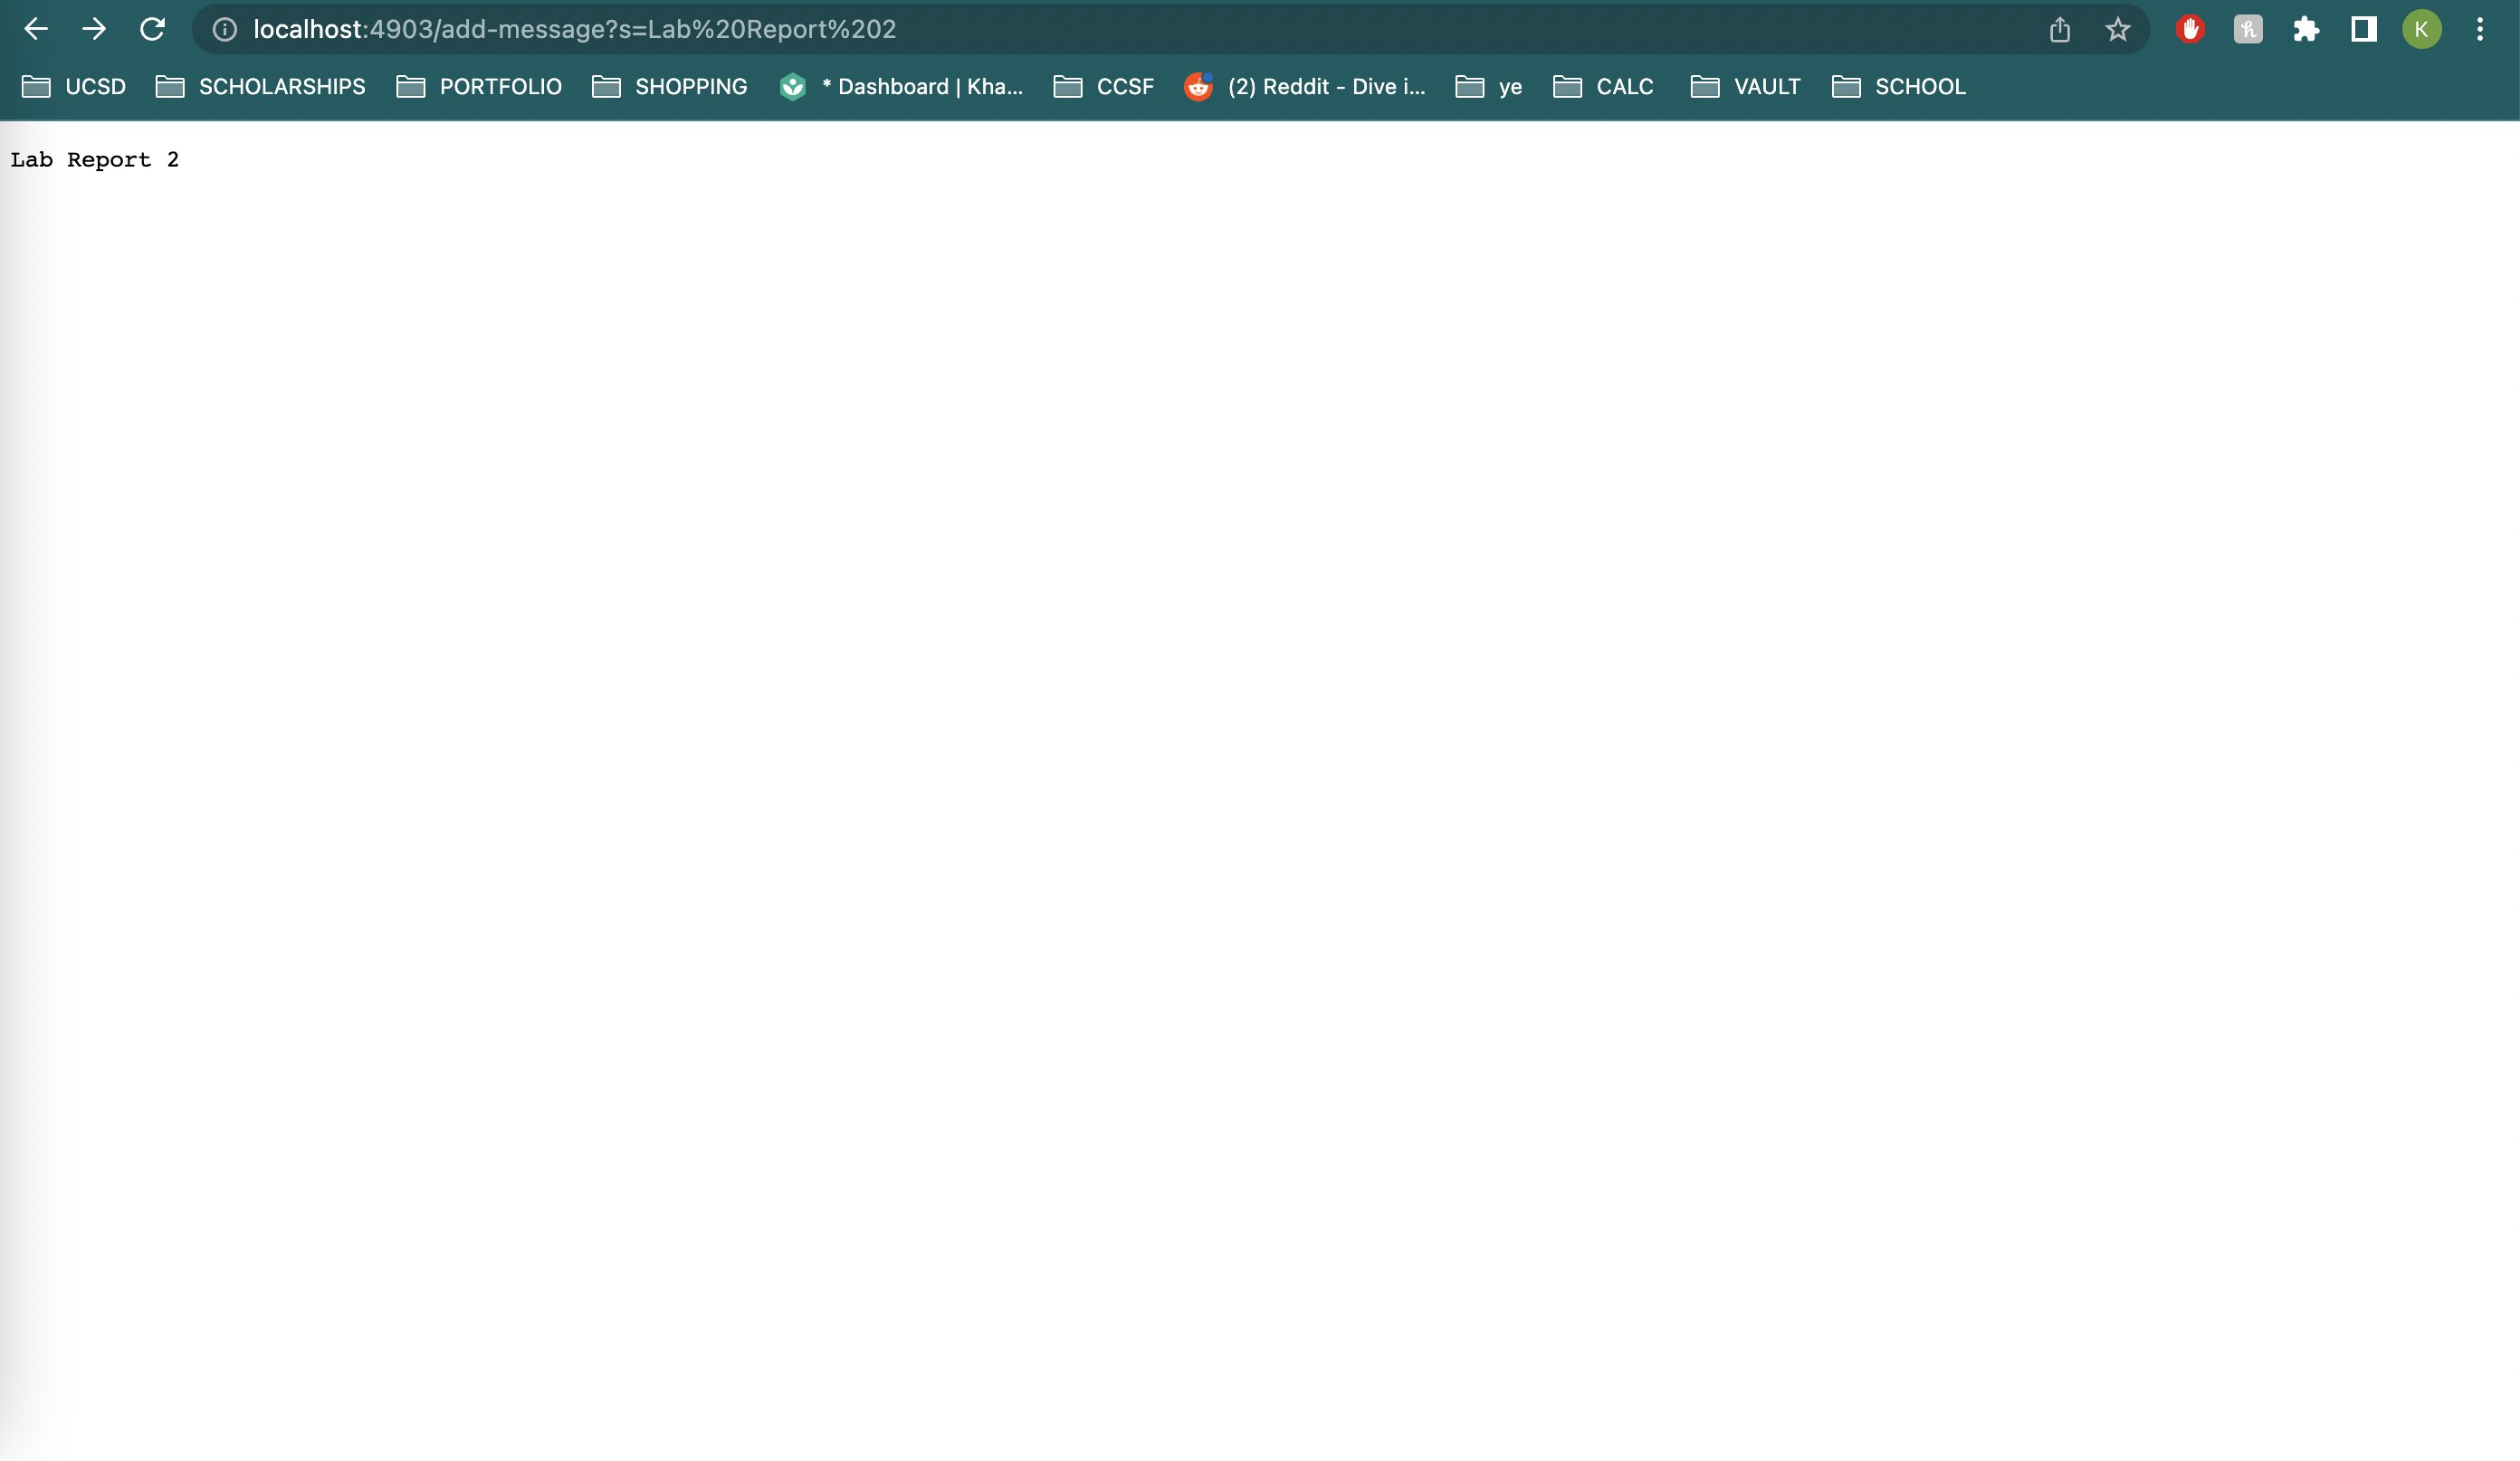 localhost:4903/add-message?s=Lab%20Report%202
K
UCSD SCHOLARSHIPS PORTFOLIO SHOPPING * Dashboard | Kha... CCSF (2) Reddit - Dive i... ye CALC VAULT SCHOOL
Lab Report 2